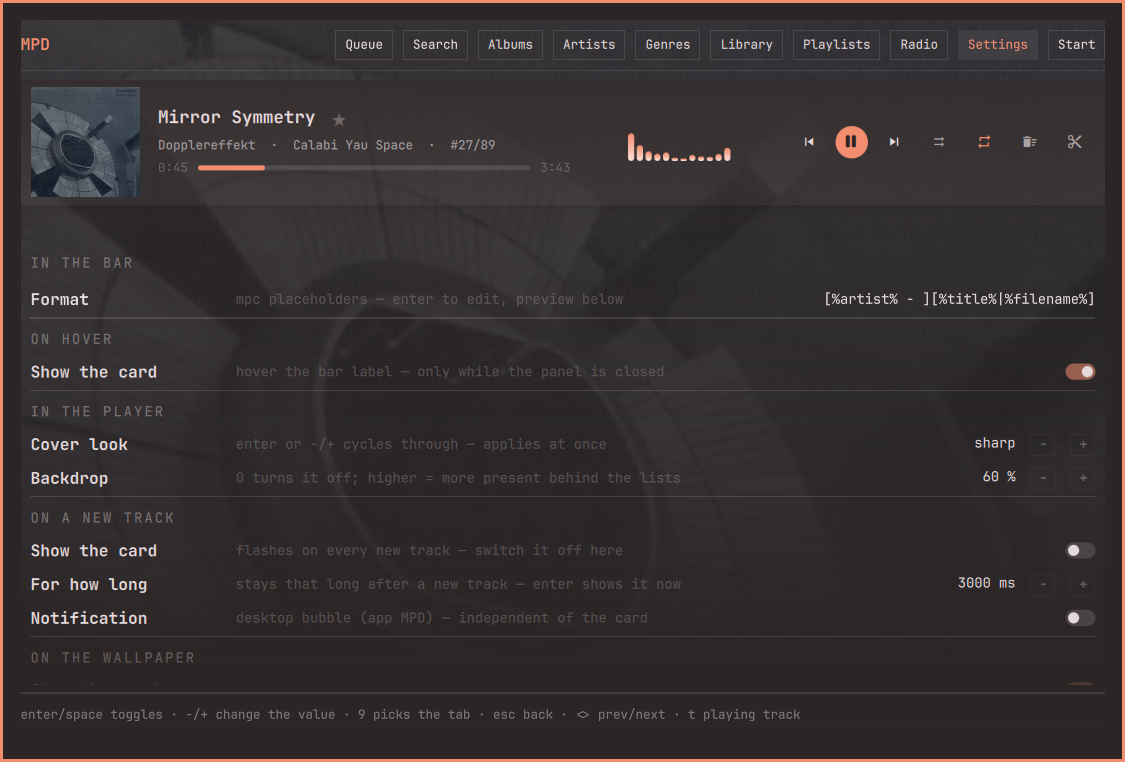 MPD Queue Search Albums Artists Genres Library Playlists Radio Settings Start
Mirror Symmetry ★
Dopplereffekt · Calabi Yau Space · #27/89
0:45 3:43
IN THE BAR
Format mpc placeholders — enter to edit, preview below [%artist% - ][%title%|%filename%]
ON HOVER
Show the card hover the bar label — only while the panel is closed
IN THE PLAYER
Cover look enter or -/+ cycles through — applies at once sharp - +
Backdrop 0 turns it off; higher = more present behind the lists 60 % - +
ON A NEW TRACK
Show the card flashes on every new track — switch it off here
For how long stays that long after a new track — enter shows it now 3000 ms - +
Notification desktop bubble (app MPD) — independent of the card
ON THE WALLPAPER
enter/space toggles · -/+ change the value · 9 picks the tab · esc back · <> prev/next · t playing track